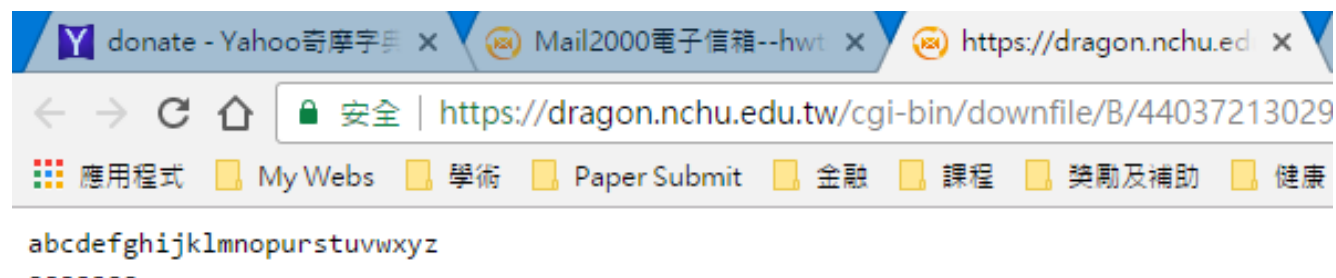 donate - Yahoo奇摩字典
Mail2000電子信箱--hwt
https://dragon.nchu.ed
安全 | https://dragon.nchu.edu.tw/cgi-bin/downfile/B/44037213029
應用程式 My Webs 學術 Paper Submit 金融 課程 獎勵及補助 健康
abcdefghijklmnopurstuvwxyz